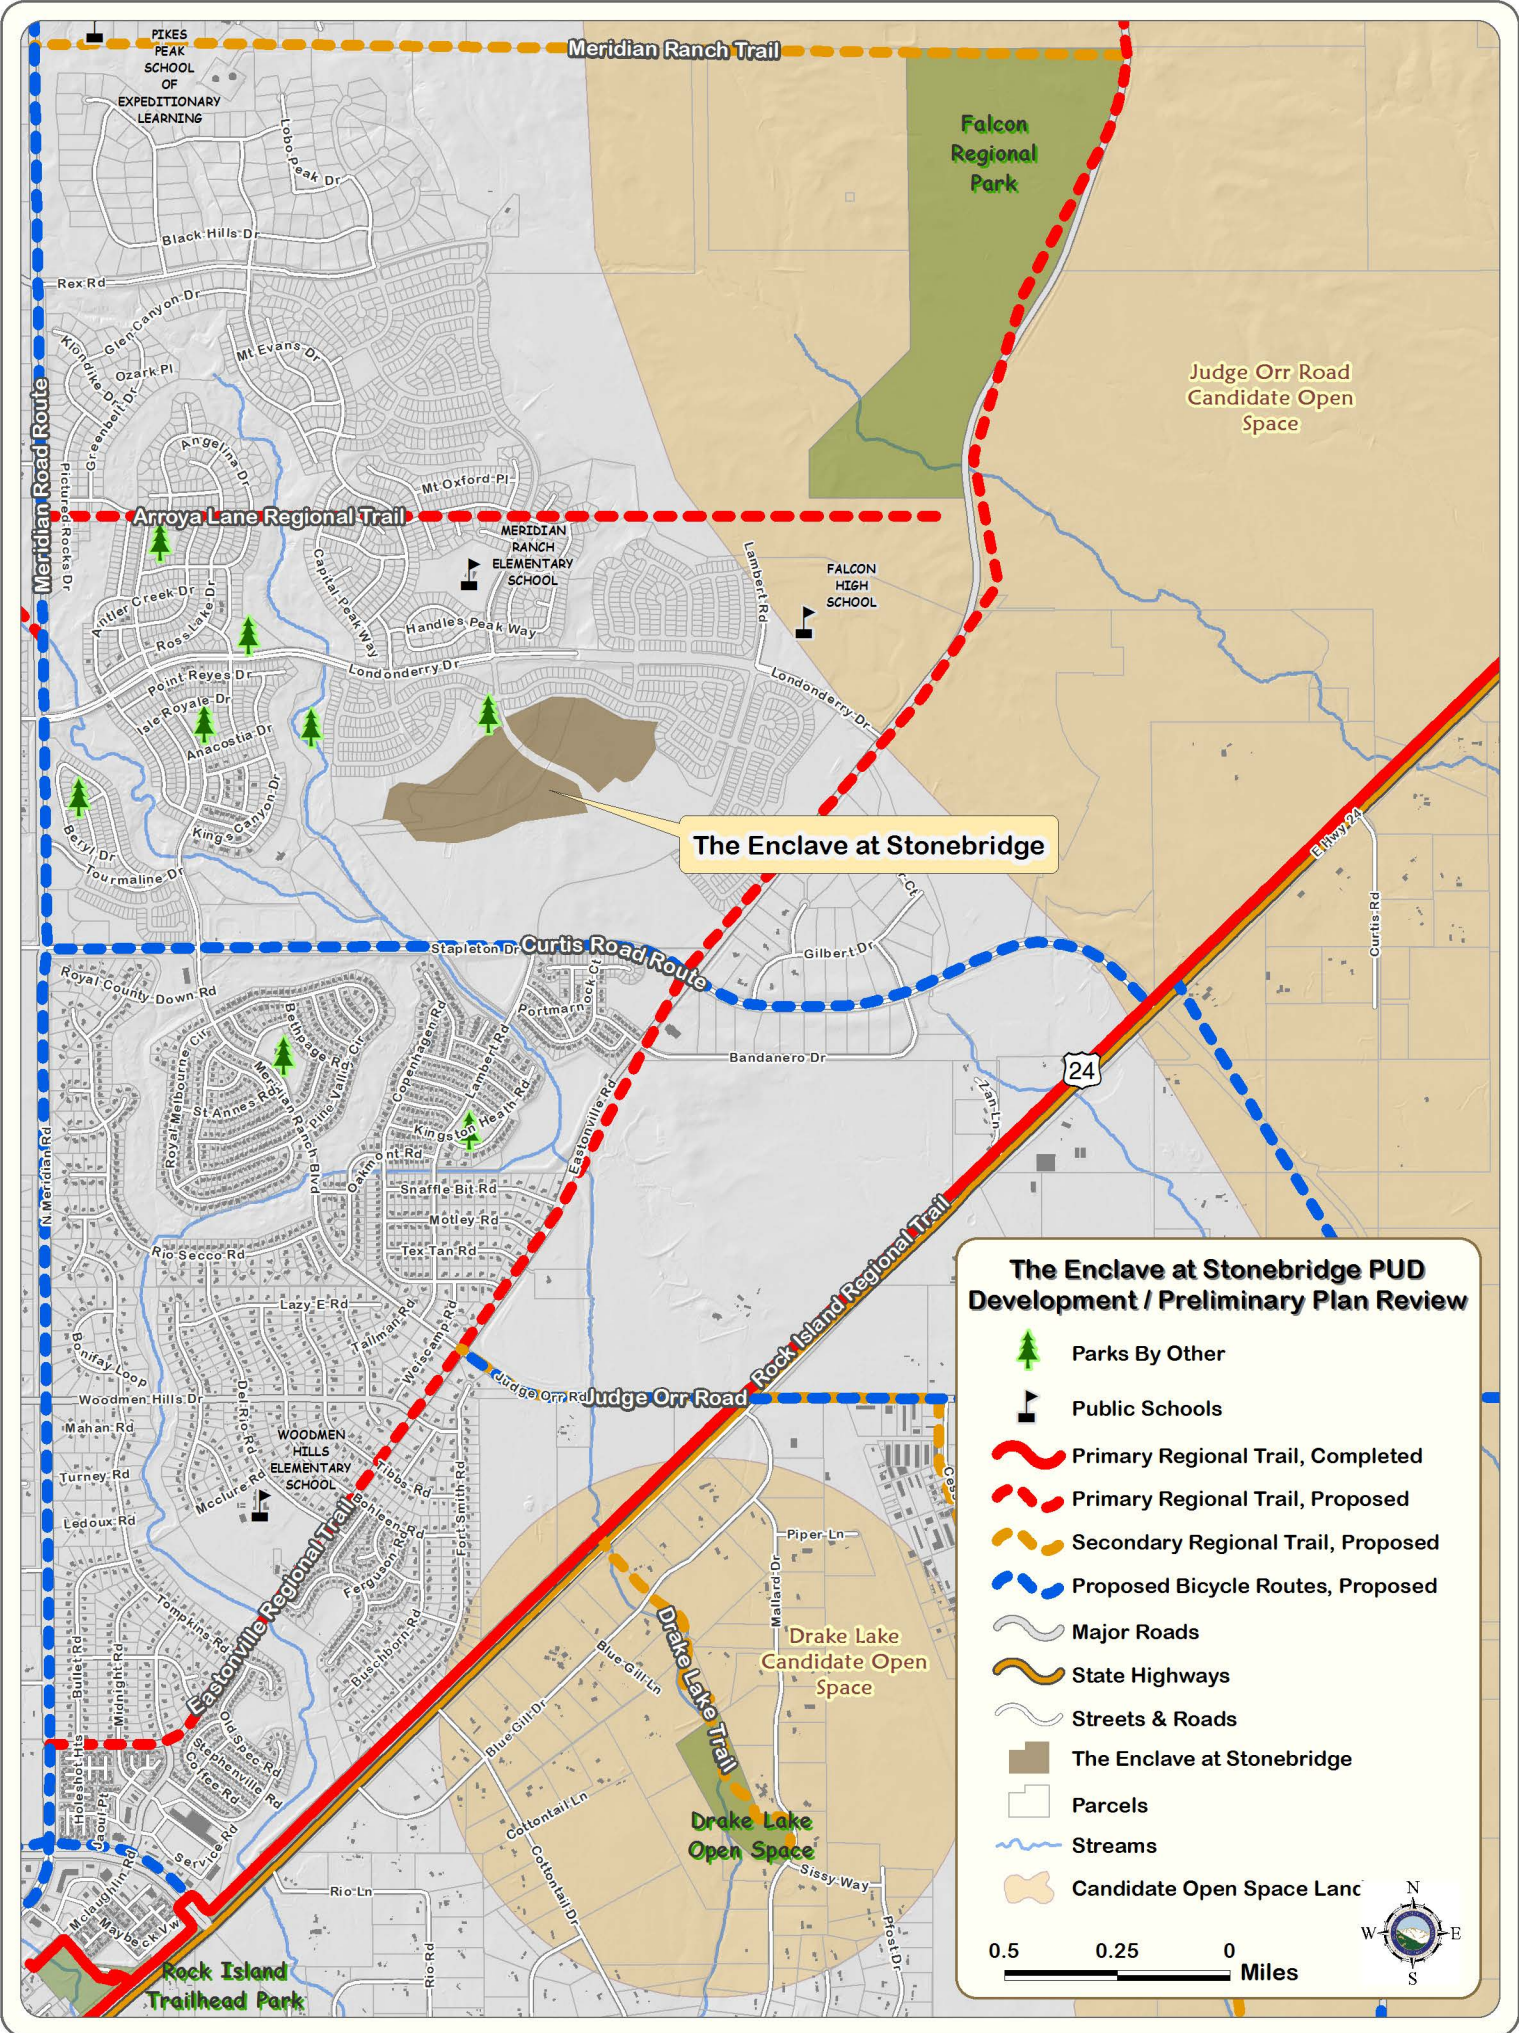 PIKES
PEAK
SCHOOL
OF
EXPEDITIONARY
LEARNING
Meridian Ranch Trail
Falcon
Regional
Park
Lobo Peak Dr
Black Hills Dr
Rex Rd
Glen Canyon Dr
Klondike Dr
Mt Evans Dr
Ozark Pl
Greenbelt Dr
Judge Orr Road
Candidate Open
Space
Meridian Road Route
Angelina Dr
Pictured Rocks Dr
Mt Oxford Pl
Arroya Lane Regional Trail
MERIDIAN
RANCH
ELEMENTARY
SCHOOL
Capital Peak Way
Lambert Rd
FALCON
HIGH
SCHOOL
Antler Creek Dr
Ross Lake Dr
Handles Peak Way
Londonderry Dr
Point Reyes Dr
Londonderry Dr
Isle Royale Dr
Anacostia Dr
Kings Canyon Dr
Beryl Dr
Tourmaline Dr
The Enclave at Stonebridge
E Hwy 24
r Ct
Curtis Rd
Stapleton Dr
Curtis Road Route
Gilbert Dr
Royal County Down Rd
Portmarnock Ct
Bethpage Rd
Copenhagen Rd
Lambert Rd
Bandanero Dr
24
Royal Melbourne Cir
Meridian Ranch Blvd
Pine Valley Cir
St Annes Rd
Kingston Heath Rd
Eastonville Rd
Zan Ln
N Meridian Rd
Oakmont Rd
Snaffle Bit Rd
Motley Rd
Tex Tan Rd
Rio Secco Rd
Rock Island Regional Trail
Lazy E Rd
Tallman Rd
Weiscamp Rd
Bonifay Loop
Judge Orr Rd
Judge Orr Road
Woodmen Hills Dr
Del Rio Rd
Mahan Rd
WOODMEN
HILLS
ELEMENTARY
SCHOOL
Turney Rd
Mcclure Rd
Tibbs Rd
Fort Smith Rd
Cess
Ledoux Rd
Bohleen Rd
Ferguson Rd
Piper Ln
Mallard Dr
Eastonville Regional Trail
Tompkins Rd
Buschborn Rd
Bullet Rd
Midnight Rd
Blue Gill Ln
Drake Lake Trail
Drake Lake
Candidate Open
Space
Blue Gill Dr
Old Spec Rd
Stephenville Rd
Coffee Rd
Holeshot Hts
Jaoul Pt
Cottontail Ln
Drake Lake
Open Space
Service Rd
Cottontail Dr
Sissy Way
Mclaughlin Rd
Rio Ln
Maybeck Vw
Pfost Dr
Rio Rd
Rock Island
Trailhead Park
The Enclave at Stonebridge PUD
Development / Preliminary Plan Review
Parks By Other
Public Schools
Primary Regional Trail, Completed
Primary Regional Trail, Proposed
Secondary Regional Trail, Proposed
Proposed Bicycle Routes, Proposed
Major Roads
State Highways
Streets & Roads
The Enclave at Stonebridge
Parcels
Streams
Candidate Open Space Land
N
W E
S
0.5 0.25 0
Miles